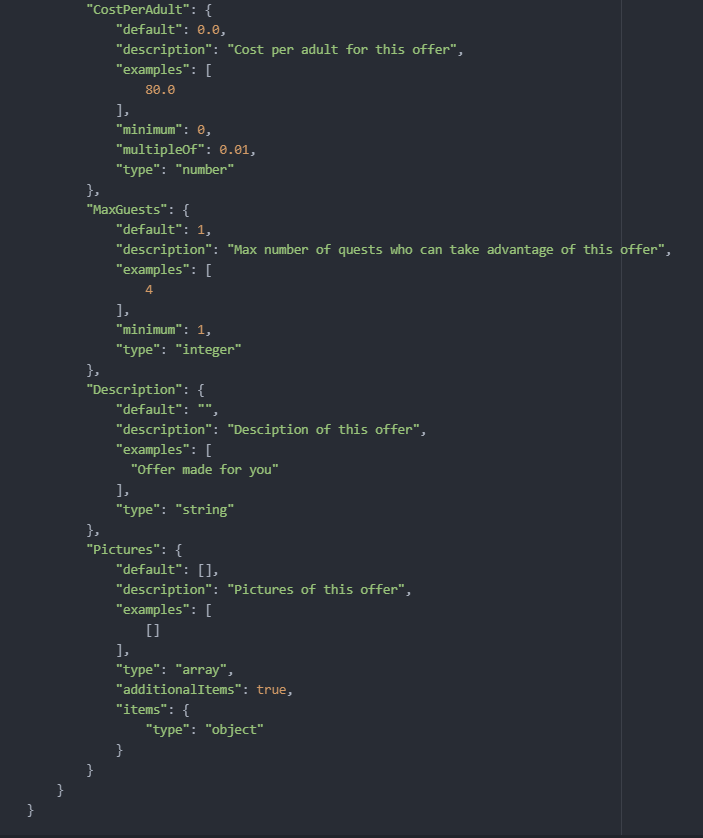 "CostPerAdult": {
"default": 0.0,
"description": "Cost per adult for this offer",
"examples": [
80.0
],
"minimum": 0,
"multipleOf": 0.01,
"type": "number"
},
"MaxGuests": {
"default": 1,
"description": "Max number of quests who can take advantage of this offer",
"examples": [
4
],
"minimum": 1,
"type": "integer"
},
"Description": {
"default": "",
"description": "Desciption of this offer",
"examples": [
"Offer made for you"
],
"type": "string"
},
"Pictures": {
"default": [],
"description": "Pictures of this offer",
"examples": [
[]
],
"type": "array",
"additionalItems": true,
"items": {
"type": "object"
}
}
}
}